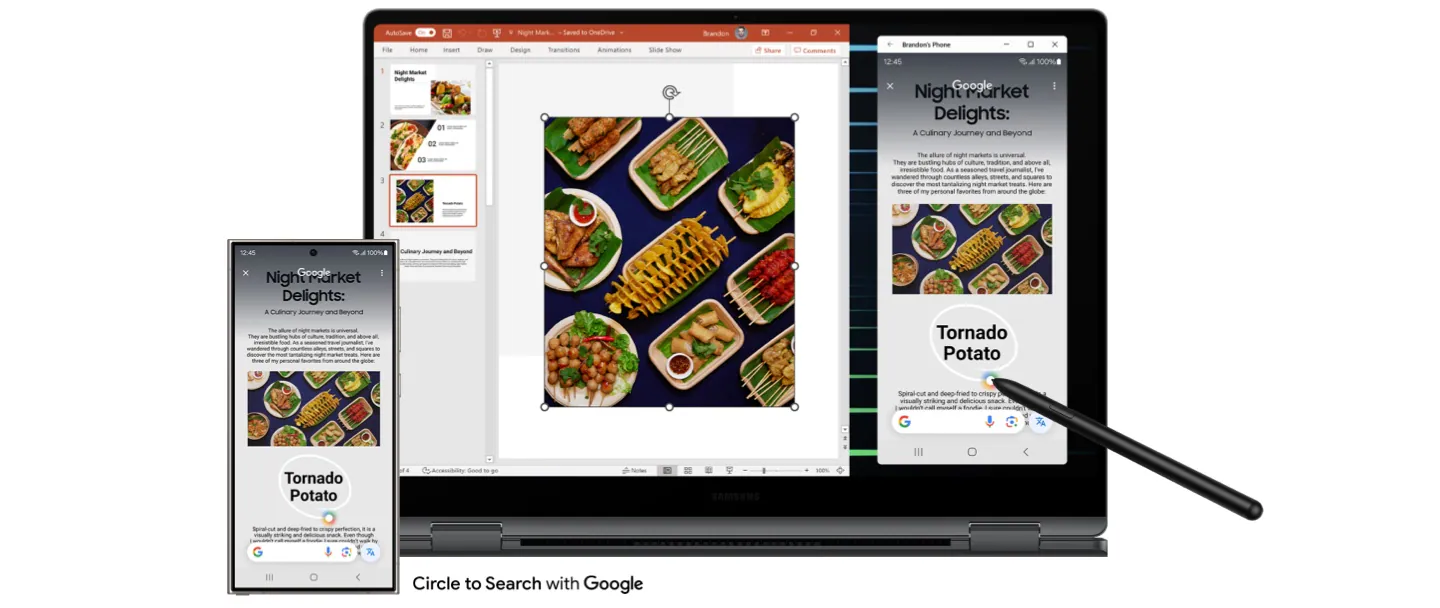 AutoSave On Night Mark... – Saved to OneDrive Brandon
File Home Insert Draw Design Transitions Animations Slide Show Share Comments
1
Night Market
Delights
2
01
02
03
3
Tornado Potato
4
Culinary Journey and Beyond
of 4 Accessibility: Good to go Notes 100%
Brandon's Phone
12:45 100%
Google
Night Market
Delights:
A Culinary Journey and Beyond
The allure of night markets is universal.
They are bustling hubs of culture, tradition, and above all,
irresistible food. As a seasoned travel journalist, I've
wandered through countless alleys, streets, and squares to
discover the most tantalizing night market treats. Here are
three of my personal favorites from around the globe:
Tornado
Potato
Spiral-cut and deep-fried to crispy
visually striking and delicious snack.
I wouldn't call myself a foodie, I sure couldn't
G
SAMSUNG
12:45 100%
Google
Night Market
Delights:
A Culinary Journey and Beyond
The allure of night markets is universal.
They are bustling hubs of culture, tradition, and above all,
irresistible food. As a seasoned travel journalist, I've
wandered through countless alleys, streets, and squares to
discover the most tantalizing night market treats. Here are
three of my personal favorites from around the globe:
Tornado
Potato
Spiral-cut and deep-fried to crispy perfection, it is a
visually striking and delicious snack. Even though
I wouldn't call myself a foodie, I sure couldn't walk by
G
Circle to Search with Google